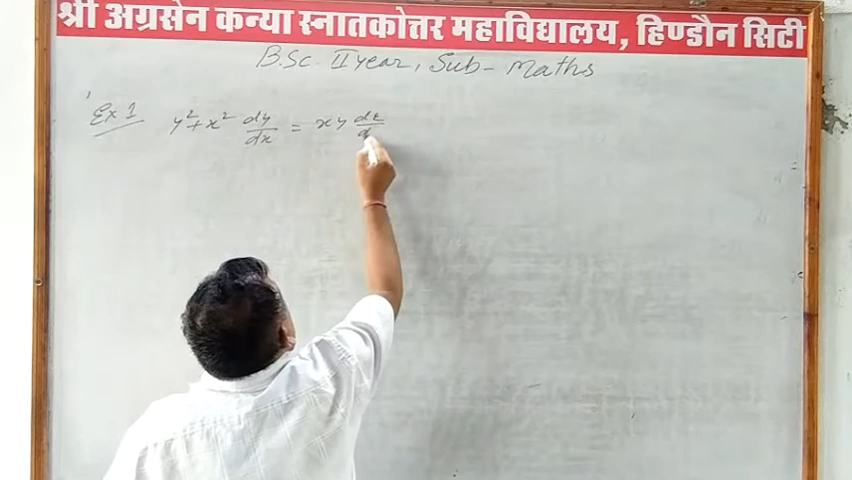 श्री अग्रसेन कन्या स्नातकोत्तर महाविद्यालय, हिण्डौन सिटी
B.Sc. II year, Sub- Maths
Ex 1 y²+x² dy/dx = xy